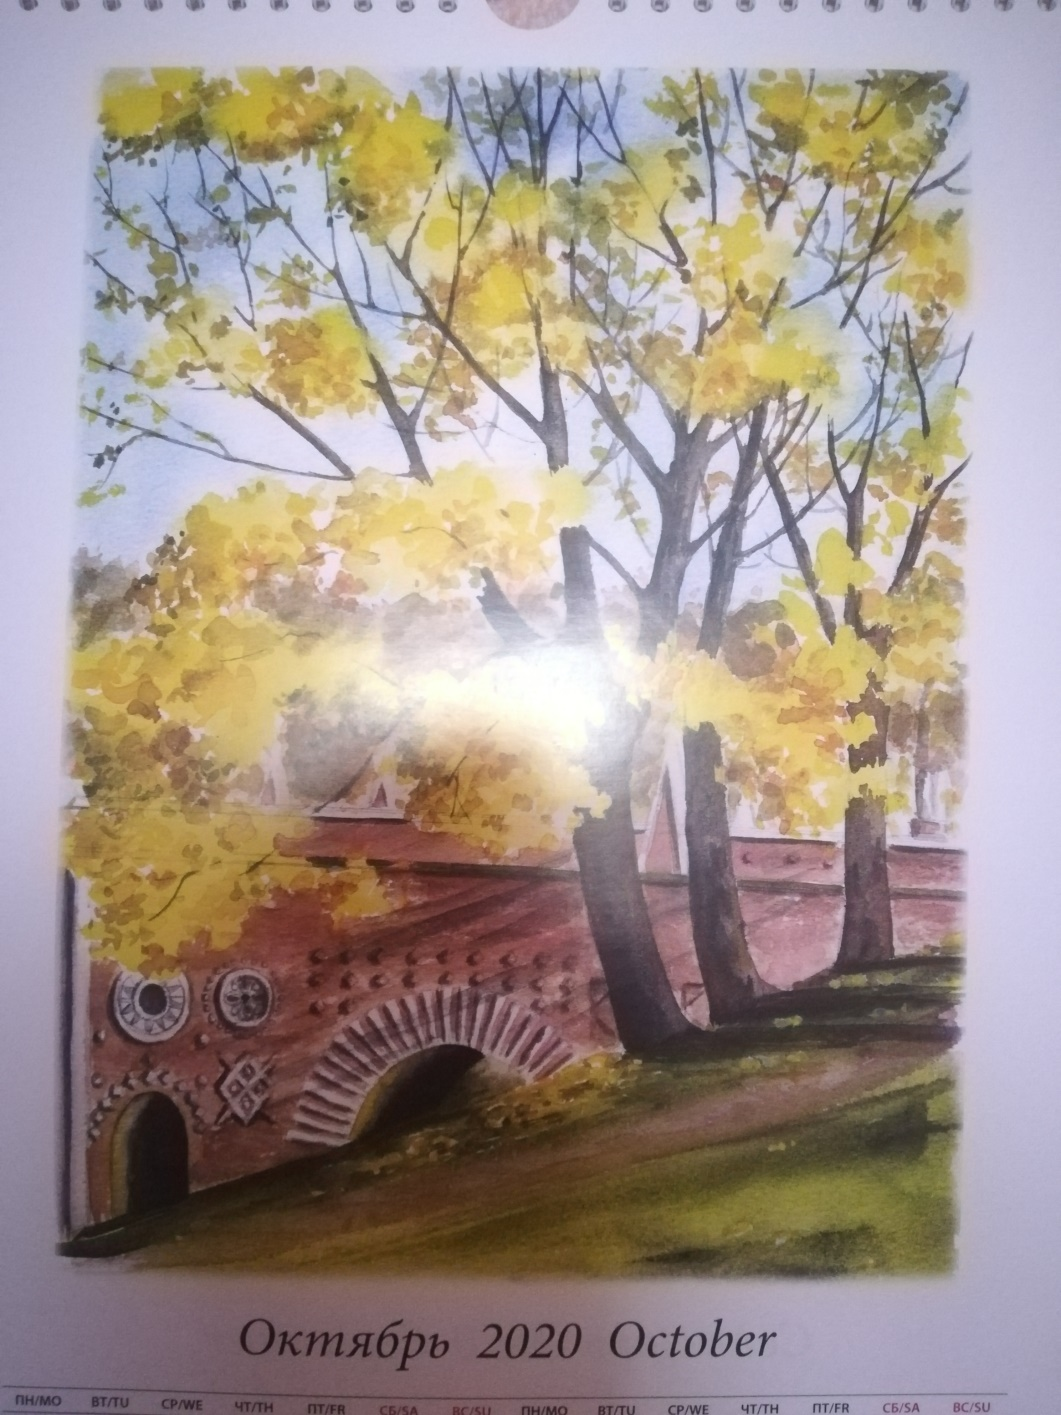 Октябрь 2020 October
ПН/MO ВТ/TU СР/WE ЧТ/TH ПТ/FR СБ/SA ВС/SU ПН/MO ВТ/TU СР/WE ЧТ/TH ПТ/FR СБ/SA ВС/SU